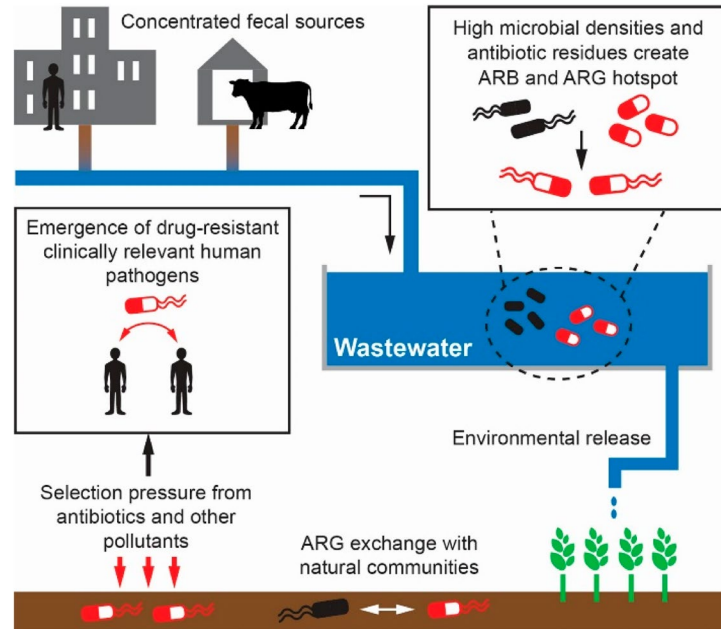 Concentrated fecal sources
High microbial densities and
antibiotic residues create
ARB and ARG hotspot
Emergence of drug-resistant
clinically relevant human
pathogens
Wastewater
Environmental release
Selection pressure from
antibiotics and other
pollutants
ARG exchange with
natural communities